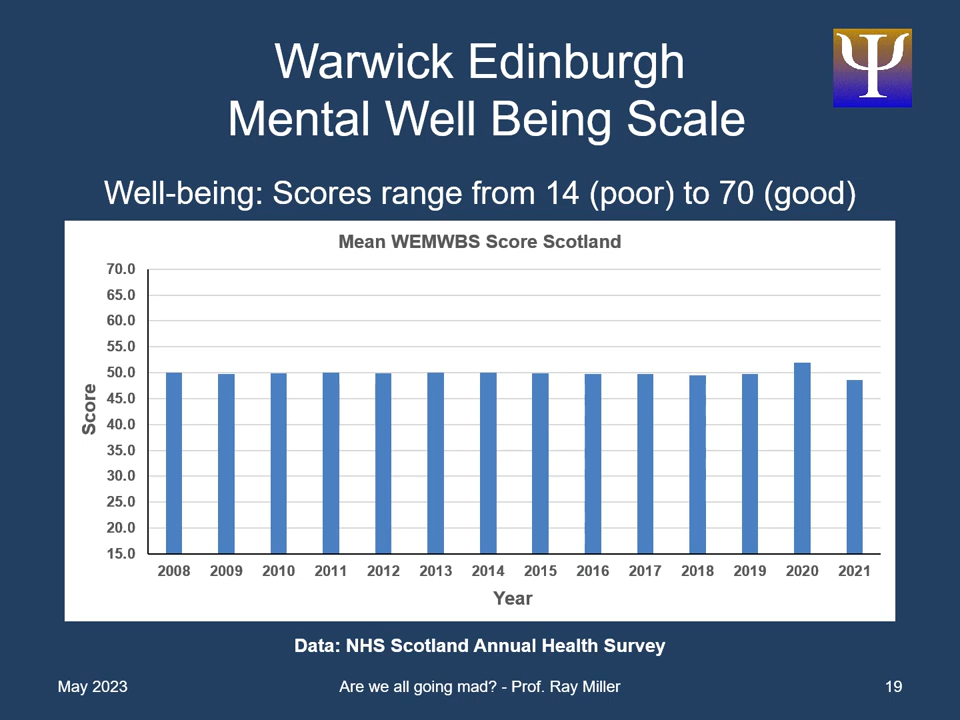 Warwick Edinburgh
Mental Well Being Scale
Ψ
Well-being: Scores range from 14 (poor) to 70 (good)
Mean WEMWBS Score Scotland
70.0
65.0
60.0
55.0
50.0
45.0
40.0
35.0
30.0
25.0
20.0
15.0
Score
2008 2009 2010 2011 2012 2013 2014 2015 2016 2017 2018 2019 2020 2021
Year
Data: NHS Scotland Annual Health Survey
May 2023 Are we all going mad? - Prof. Ray Miller 19